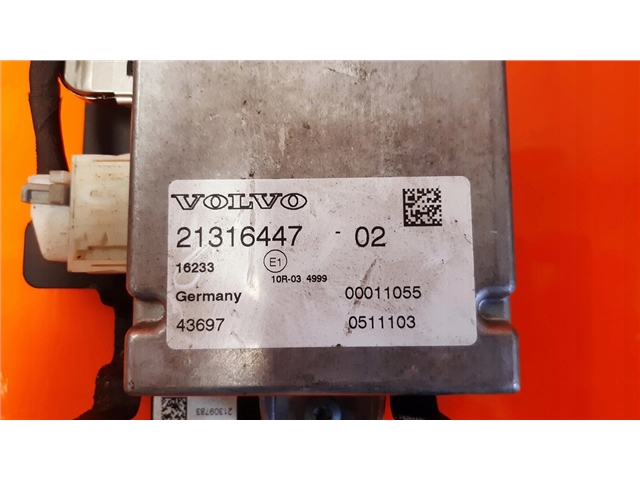 VOLVO
21316447 - 02
16233 E1 10R-03 4999
Germany 00011055
43697 0511103
21309783